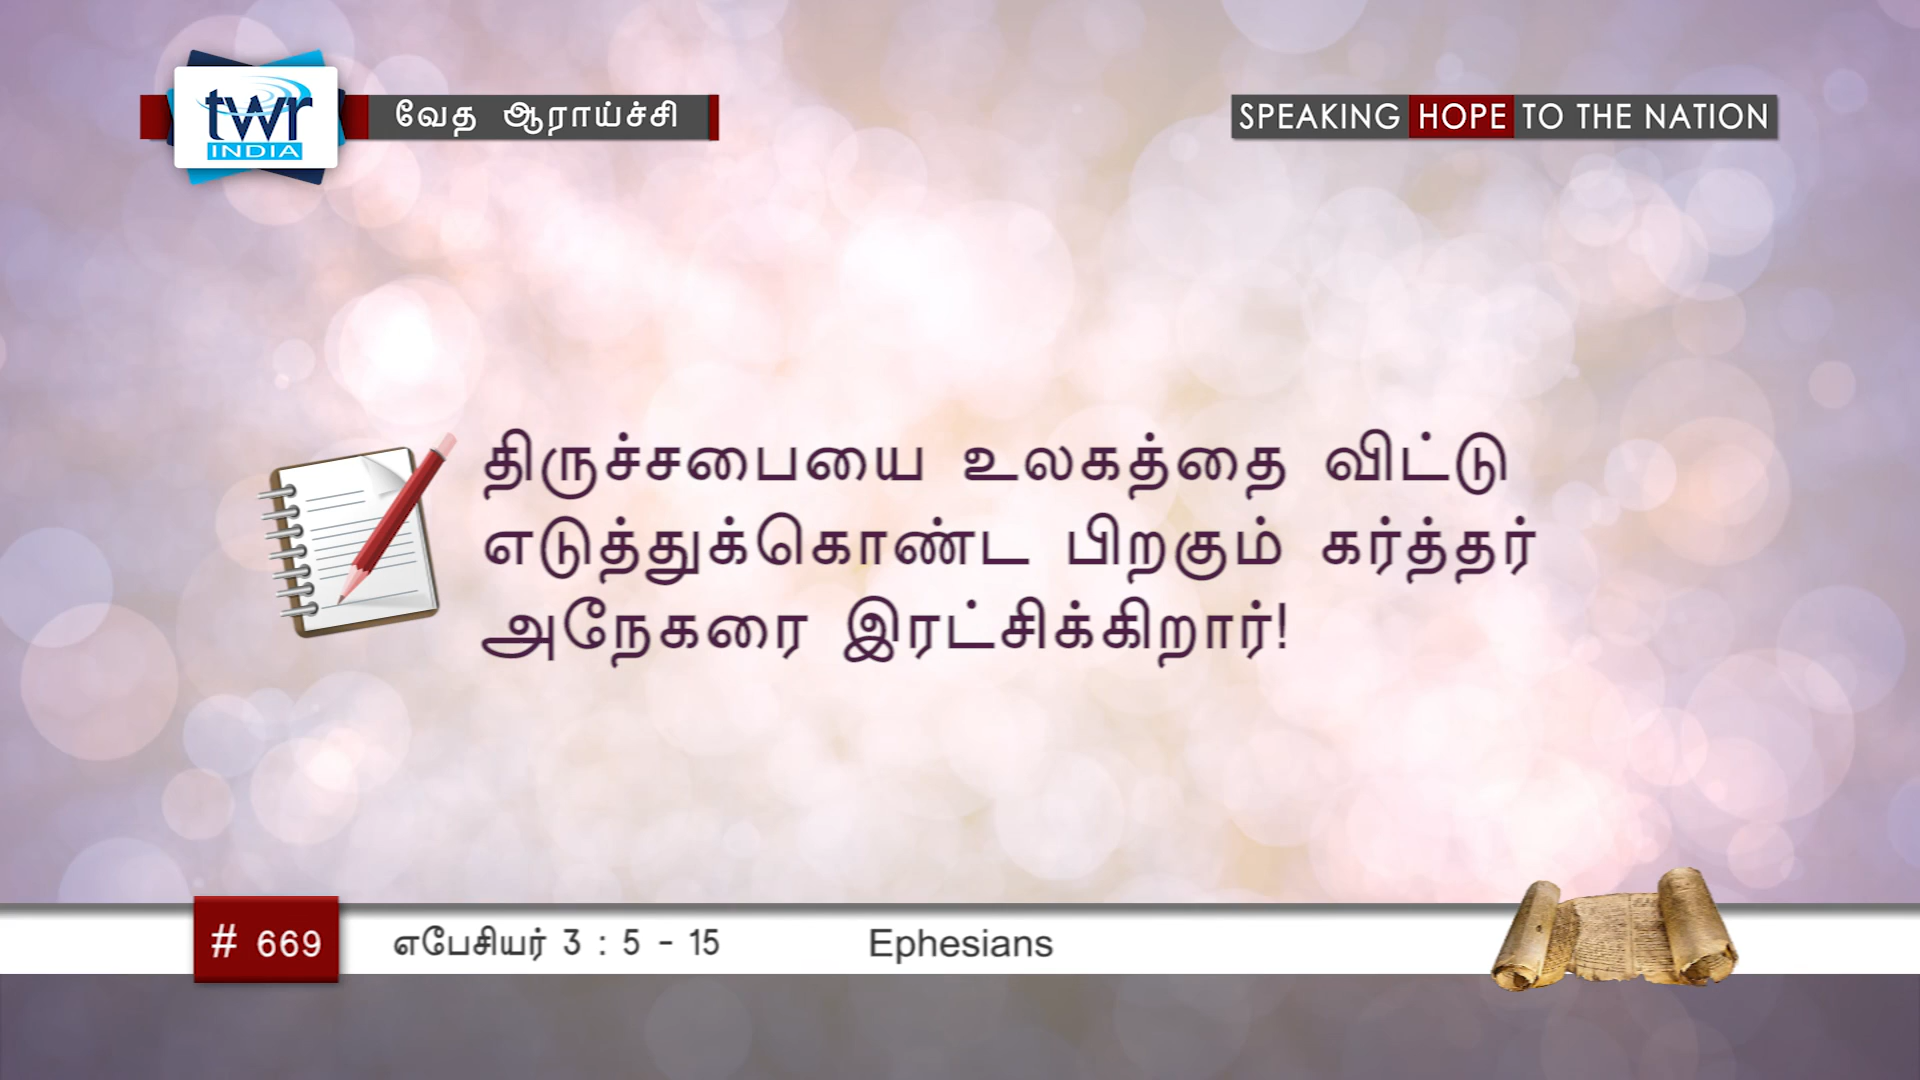 twr
INDIA
வேத ஆராய்ச்சி
SPEAKING HOPE TO THE NATION
திருச்சபையை உலகத்தை விட்டு
எடுத்துக்கொண்ட பிறகும் கர்த்தர்
அநேகரை இரட்சிக்கிறார்!
# 669 எபேசியர் 3 : 5 - 15 Ephesians